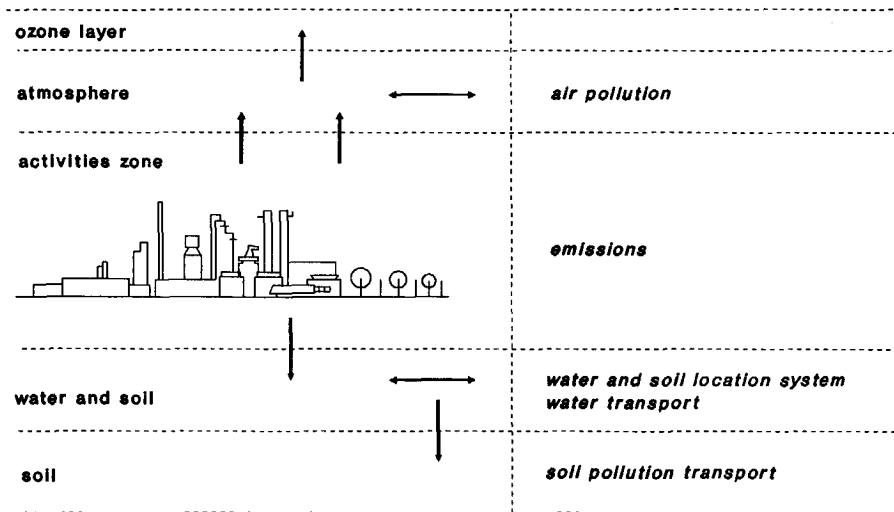 ozone layer
atmosphere
air pollution
activities zone
emissions
water and soil
water and soil location system
water transport
soil
soil pollution transport